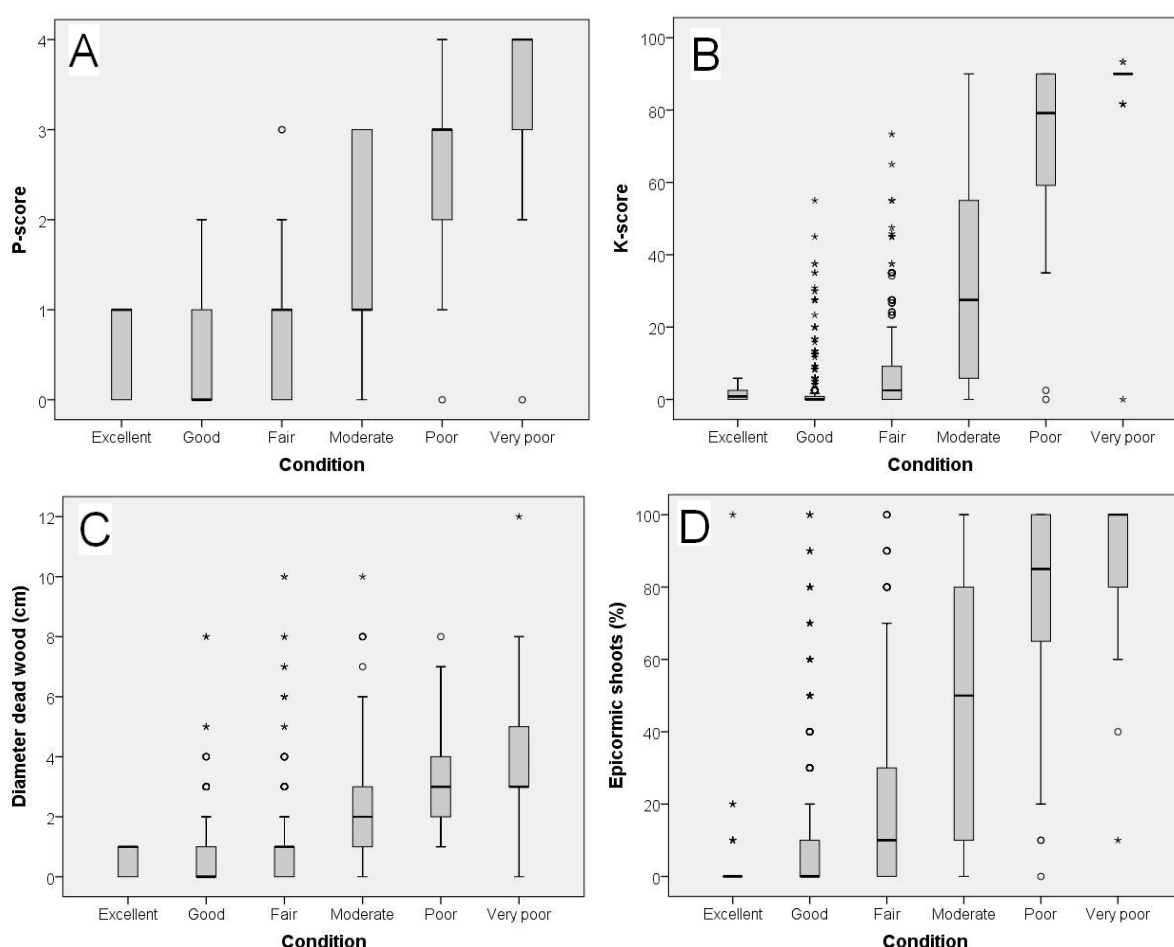 A
P-score
4
3
2
1
0
Excellent Good Fair Moderate Poor Very poor
Condition
B
K-score
100
80
60
40
20
0
Excellent Good Fair Moderate Poor Very poor
Condition
C
Diameter dead wood (cm)
12
10
8
6
4
2
0
Excellent Good Fair Moderate Poor Very poor
Condition
D
Epicormic shoots (%)
100
80
60
40
20
0
Excellent Good Fair Moderate Poor Very poor
Condition